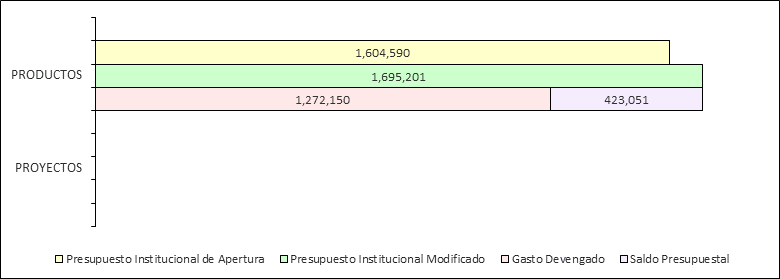 1,604,590
PRODUCTOS
1,695,201
1,272,150
423,051
PROYECTOS
Presupuesto Institucional de Apertura Presupuesto Institucional Modificado Gasto Devengado Saldo Presupuestal